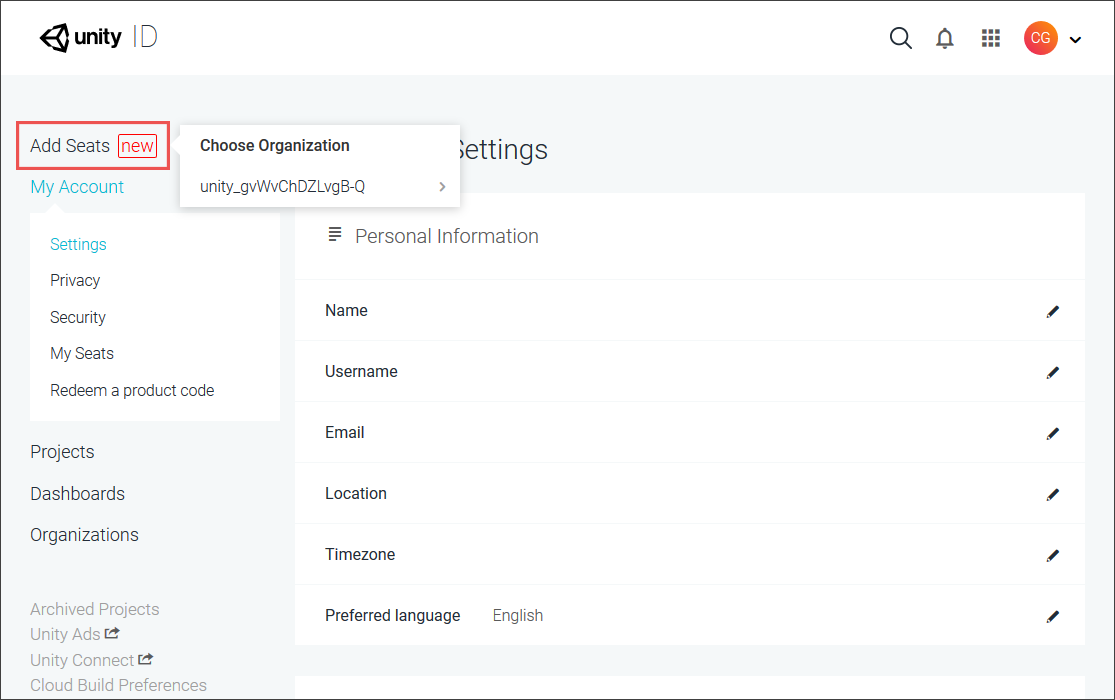 unity ID
CG
Add Seats new
Choose Organization
unity_gvWvChDZLvgB-Q
Settings
My Account
Settings
Privacy
Security
My Seats
Redeem a product code
Projects
Dashboards
Organizations
Archived Projects
Unity Ads
Unity Connect
Cloud Build Preferences
Personal Information
Name
Username
Email
Location
Timezone
Preferred language English